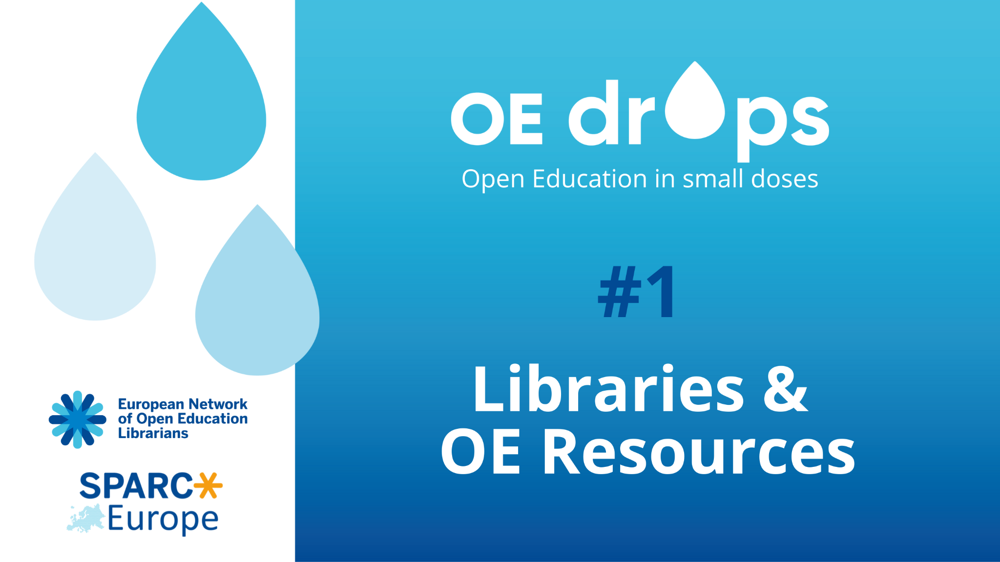 OE drops
Open Education in small doses
#1
Libraries &
OE Resources
European Network
of Open Education
Librarians
SPARC
Europe